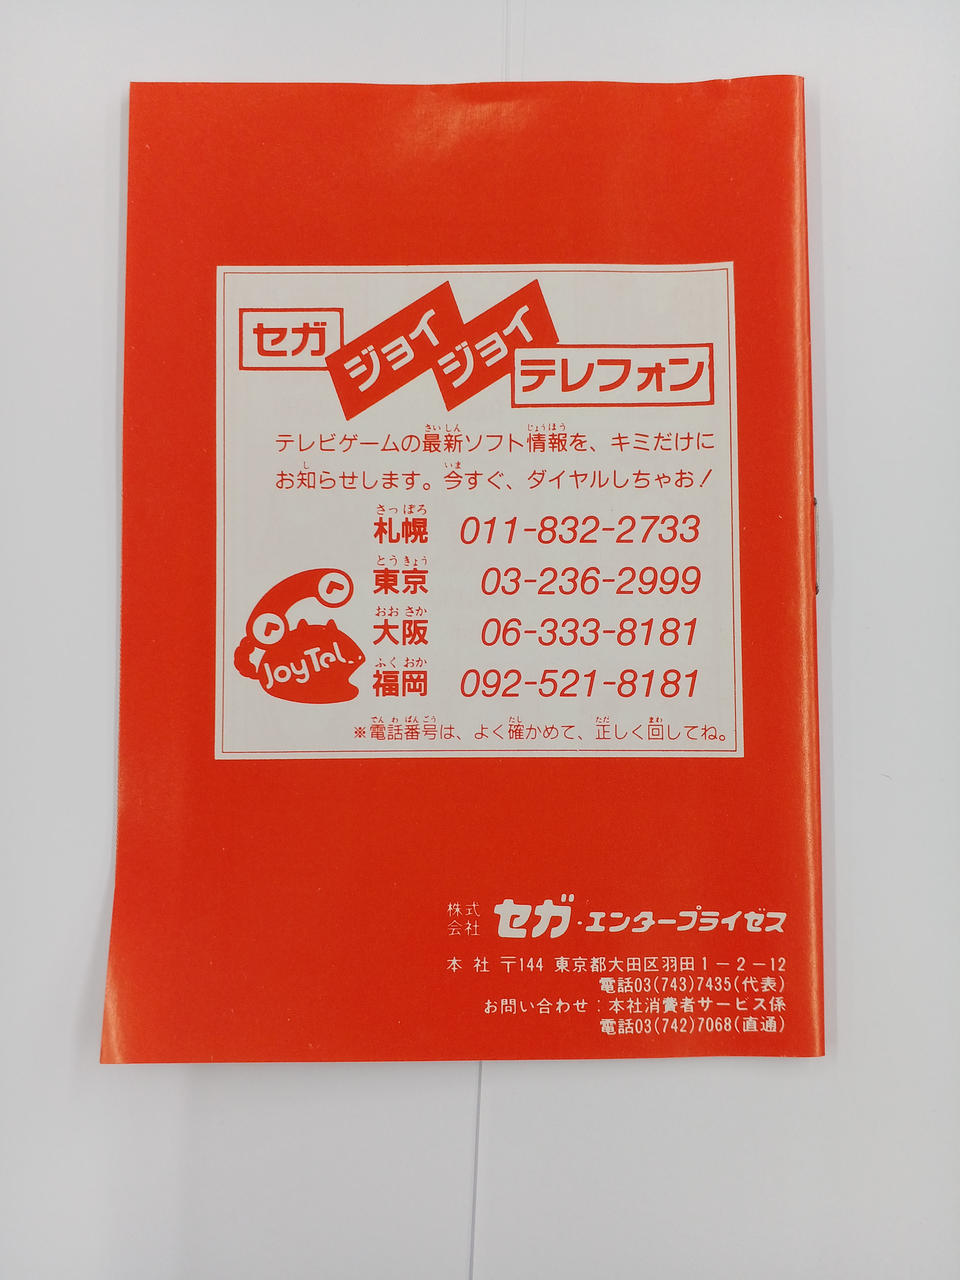 セガ ジョイジョイ テレフォン
テレビゲームの最新ソフト情報を、キミだけに
お知らせします。今すぐ、ダイヤルしちゃお！
札幌 011-832-2733
東京 03-236-2999
大阪 06-333-8181
福岡 092-521-8181
JoyTel
※電話番号は、よく確かめて、正しく回してね。
株式会社 セガ・エンタープライゼス
本社 〒144 東京都大田区羽田1-2-12
電話03(743)7435(代表)
お問い合わせ：本社消費者サービス係
電話03(742)7068(直通)